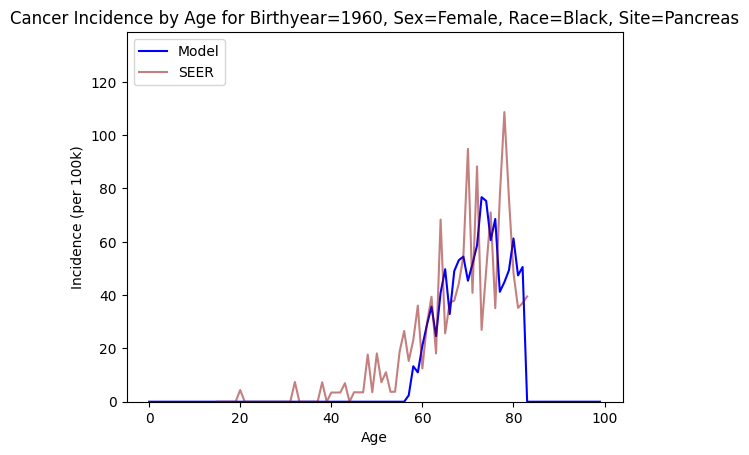 Cancer Incidence by Age for Birthyear=1960, Sex=Female, Race=Black, Site=Pancreas
Model
SEER
120
100
80
60
40
20
0
Incidence (per 100k)
0 20 40 60 80 100
Age